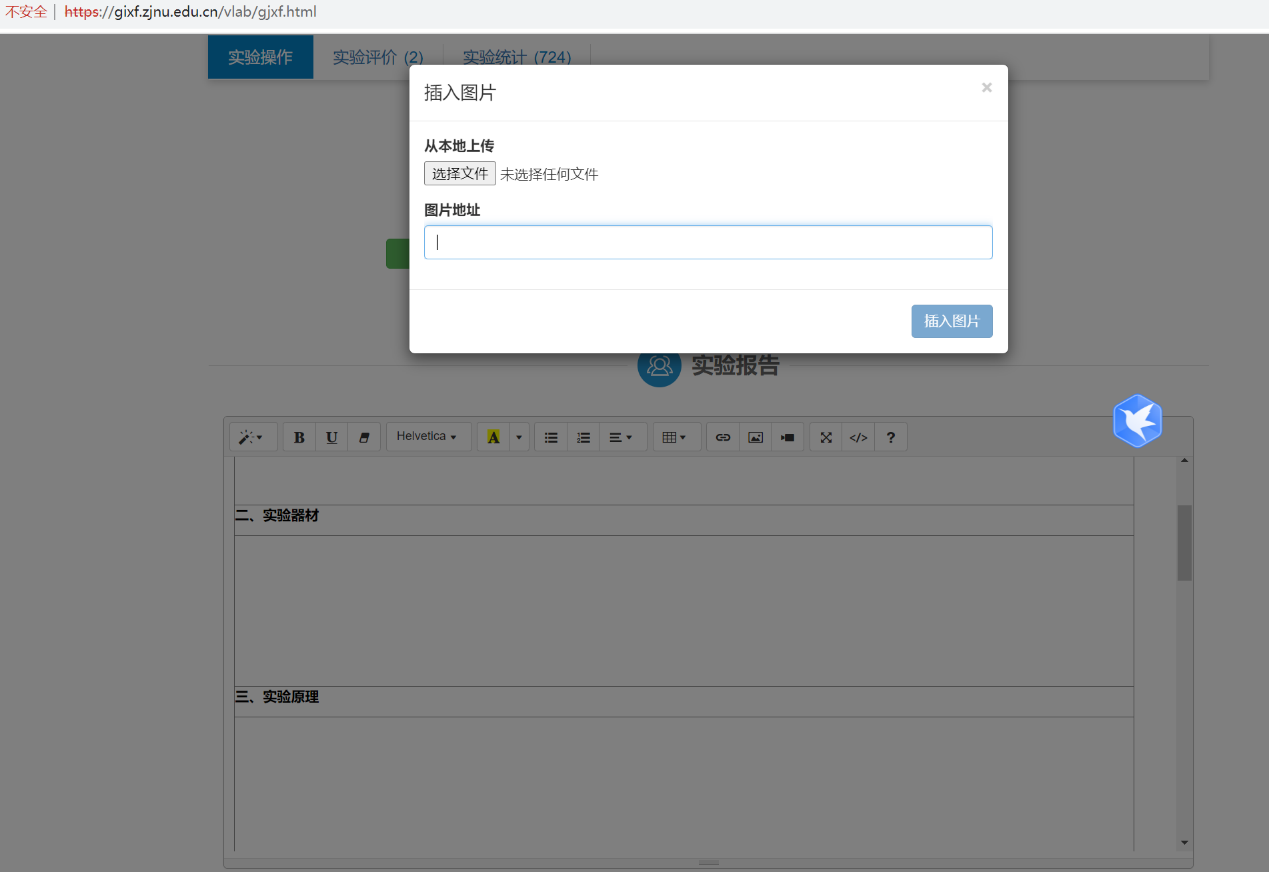 不安全 | https://gixf.zjnu.edu.cn/vlab/gjxf.html
实验操作 实验评价 (2) 实验统计 (724)
插入图片 ×
从本地上传
选择文件 未选择任何文件
图片地址
插入图片
实验报告
B U Helvetica A </> ?
二、实验器材
三、实验原理